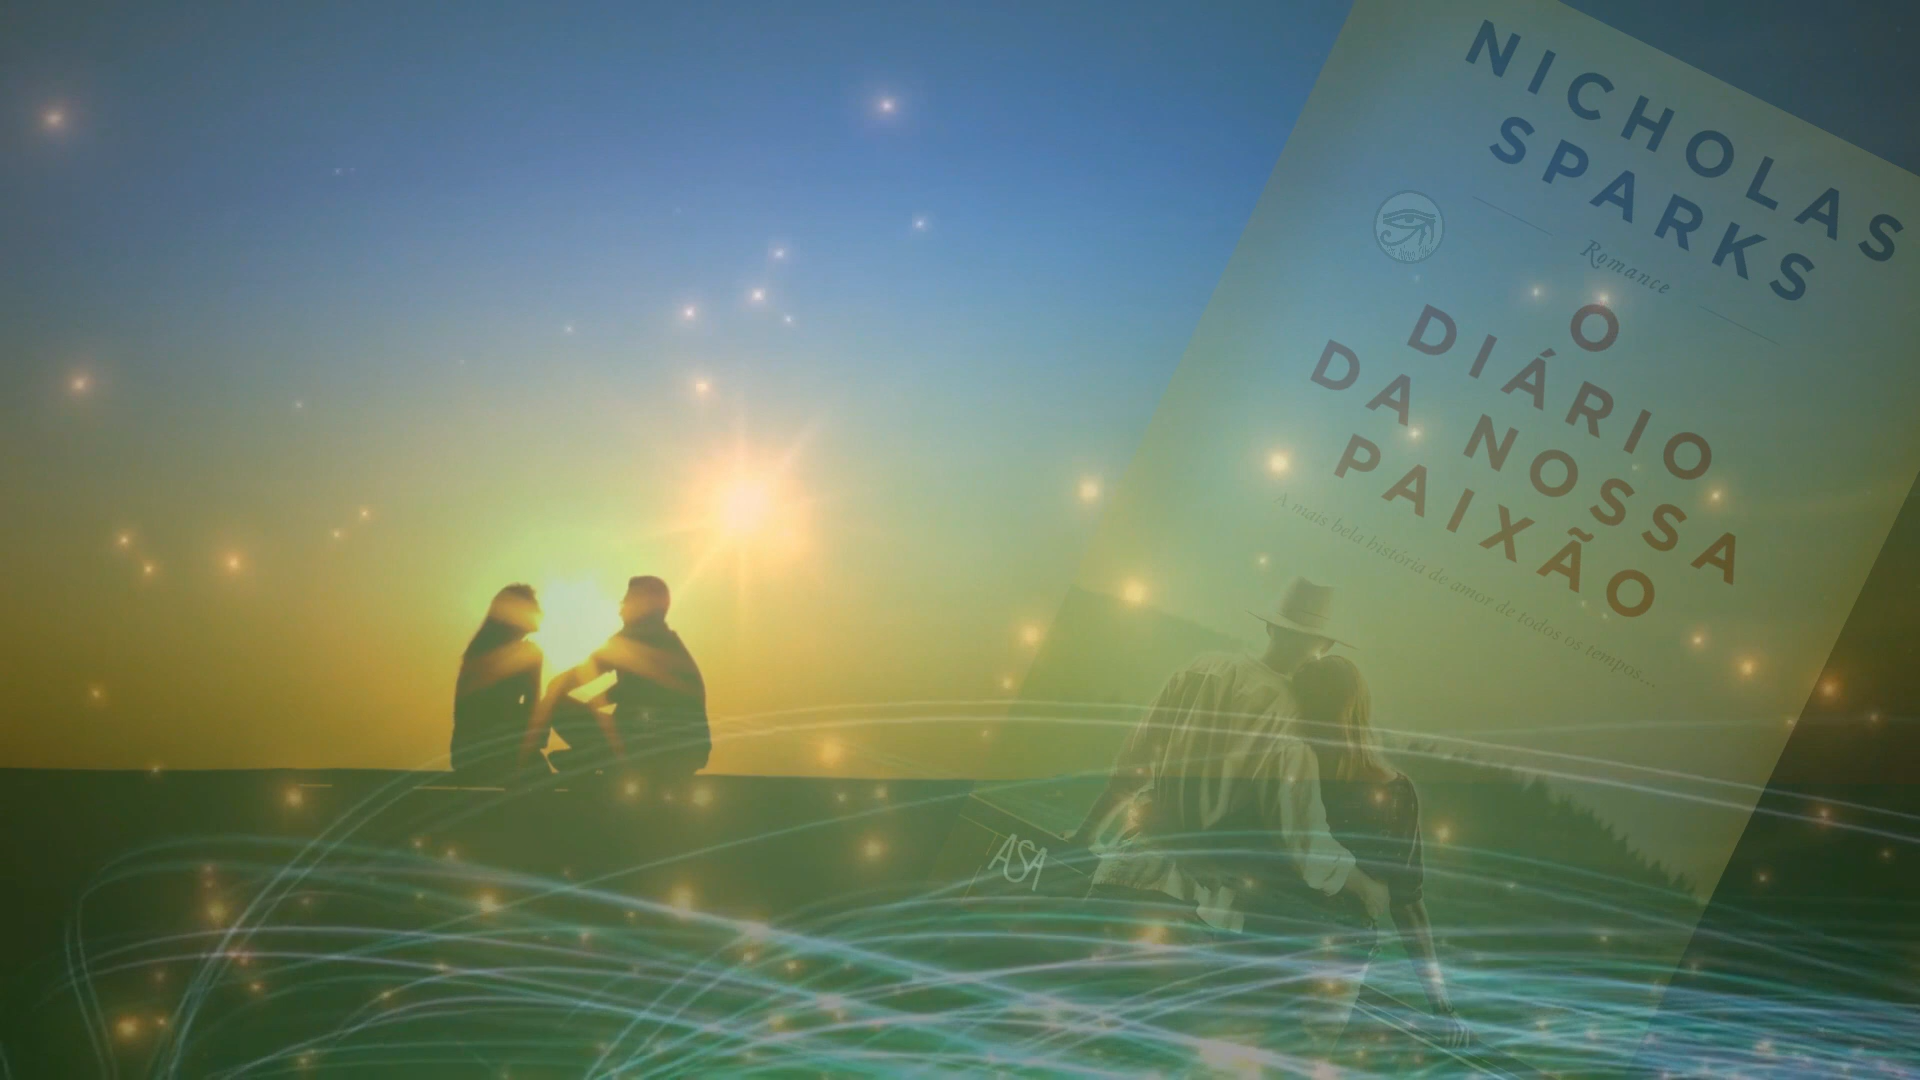 NICHOLAS
SPARKS
Romance
O
DIÁRIO
DA NOSSA
PAIXÃO
A mais bela história de amor de todos os tempos...
ASA